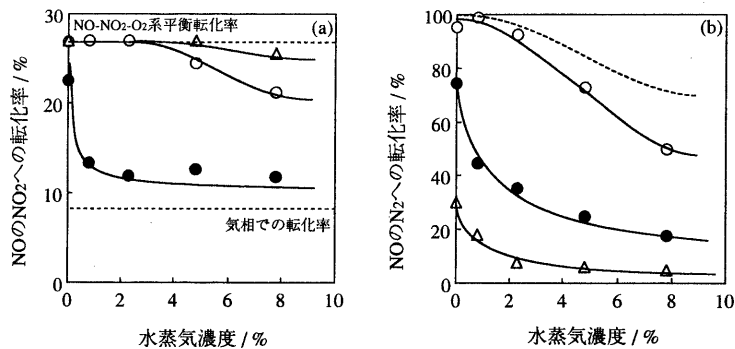 NO-NO2-O2系平衡転化率
(a)
気相での転化率
NOのNO2への転化率 / %
30
20
10
0
0
2
4
6
8
10
水蒸気濃度 / %
(b)
NOのN2への転化率 / %
100
80
60
40
20
0
0
2
4
6
8
10
水蒸気濃度 / %